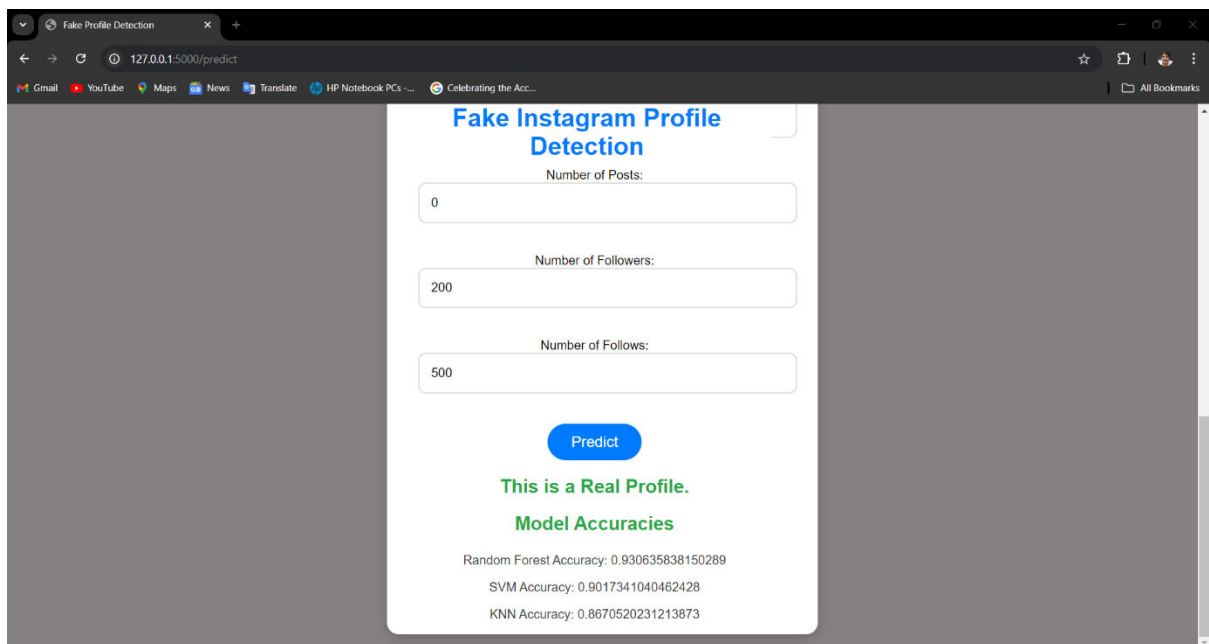 Fake Profile Detection
127.0.0.1:5000/predict
Gmail YouTube Maps News Translate HP Notebook PCs -... Celebrating the Acc... All Bookmarks
Fake Instagram Profile
Detection
Number of Posts:
0
Number of Followers:
200
Number of Follows:
500
Predict
This is a Real Profile.
Model Accuracies
Random Forest Accuracy: 0.930635838150289
SVM Accuracy: 0.9017341040462428
KNN Accuracy: 0.8670520231213873